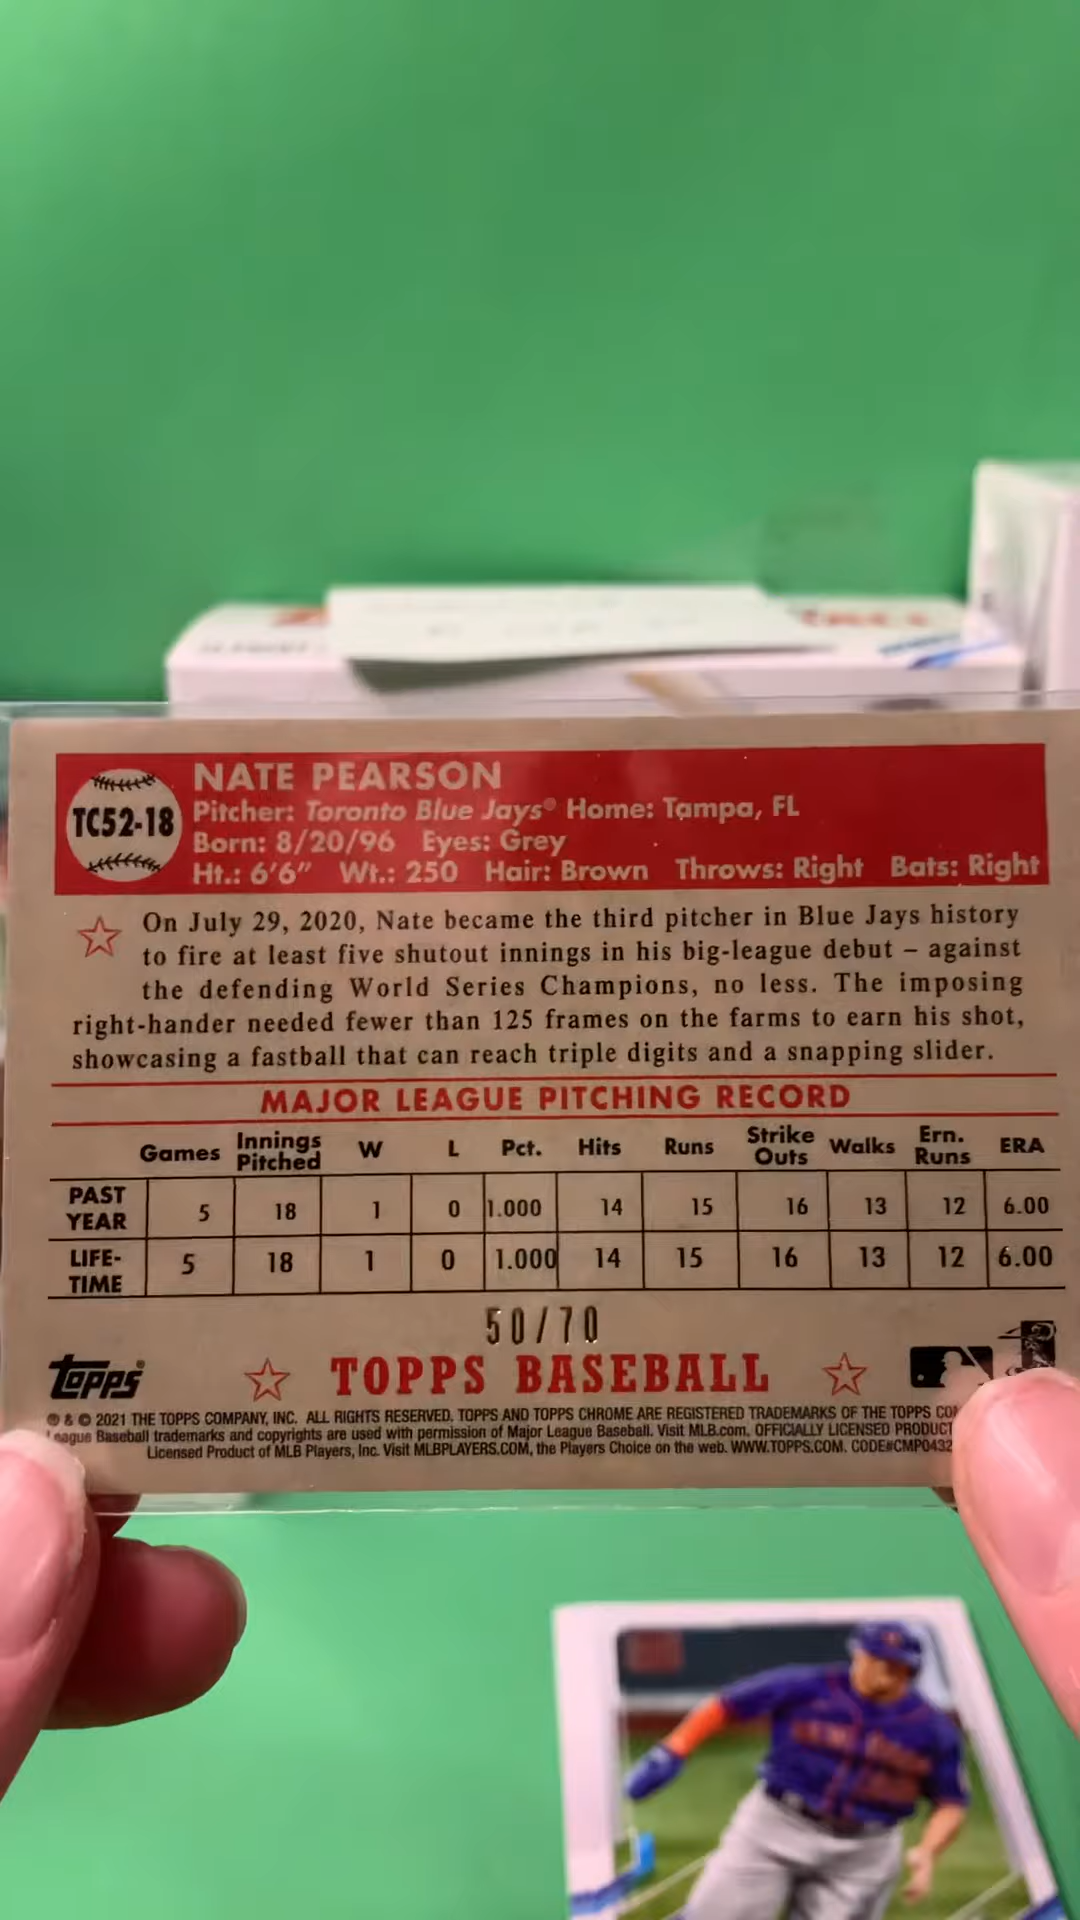 NATE PEARSON
TC52-18
Pitcher: Toronto Blue Jays® Home: Tampa, FL
Born: 8/20/96 Eyes: Grey
Ht.: 6'6" Wt.: 250 Hair: Brown Throws: Right Bats: Right
On July 29, 2020, Nate became the third pitcher in Blue Jays history
to fire at least five shutout innings in his big-league debut – against
the defending World Series Champions, no less. The imposing
right-hander needed fewer than 125 frames on the farms to earn his shot,
showcasing a fastball that can reach triple digits and a snapping slider.
MAJOR LEAGUE PITCHING RECORD
Games Innings Pitched W L Pct. Hits Runs Strike Outs Walks Ern. Runs ERA
PAST YEAR 5 18 1 0 1.000 14 15 16 13 12 6.00
LIFE-TIME 5 18 1 0 1.000 14 15 16 13 12 6.00
50/70
Topps® TOPPS BASEBALL
® & © 2021 THE TOPPS COMPANY, INC. ALL RIGHTS RESERVED. TOPPS AND TOPPS CHROME ARE REGISTERED TRADEMARKS OF THE TOPPS
League Baseball trademarks and copyrights are used with permission of Major League Baseball. Visit MLB.com. OFFICIALLY LICENSED PRODUCT
Licensed Product of MLB Players, Inc. Visit MLBPLAYERS.COM, the Players Choice on the web. WWW.TOPPS.COM. CODE#CMP0432